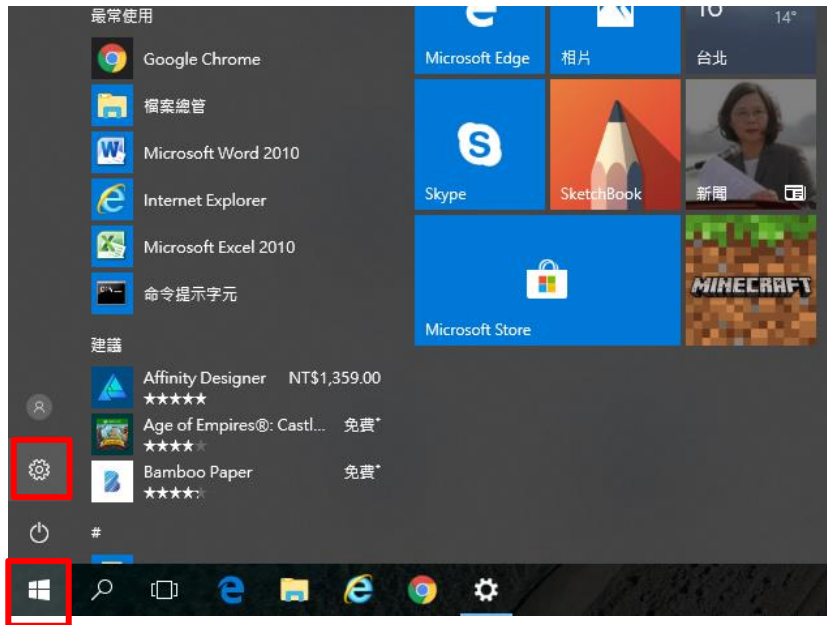 最常使用
Google Chrome
檔案總管
Microsoft Word 2010
Internet Explorer
Microsoft Excel 2010
命令提示字元
建議
Affinity Designer NT$1,359.00
Age of Empires®: Castl... 免費+
Bamboo Paper 免費+
#
Microsoft Edge
相片
14°
台北
Skype
SketchBook
新聞
Microsoft Store
MINECRAFT